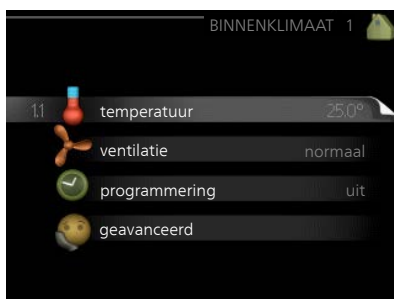 BINNENKLIMAAT 1
1.1 temperatuur 25.0°
ventilatie normaal
programmering uit
geavanceerd